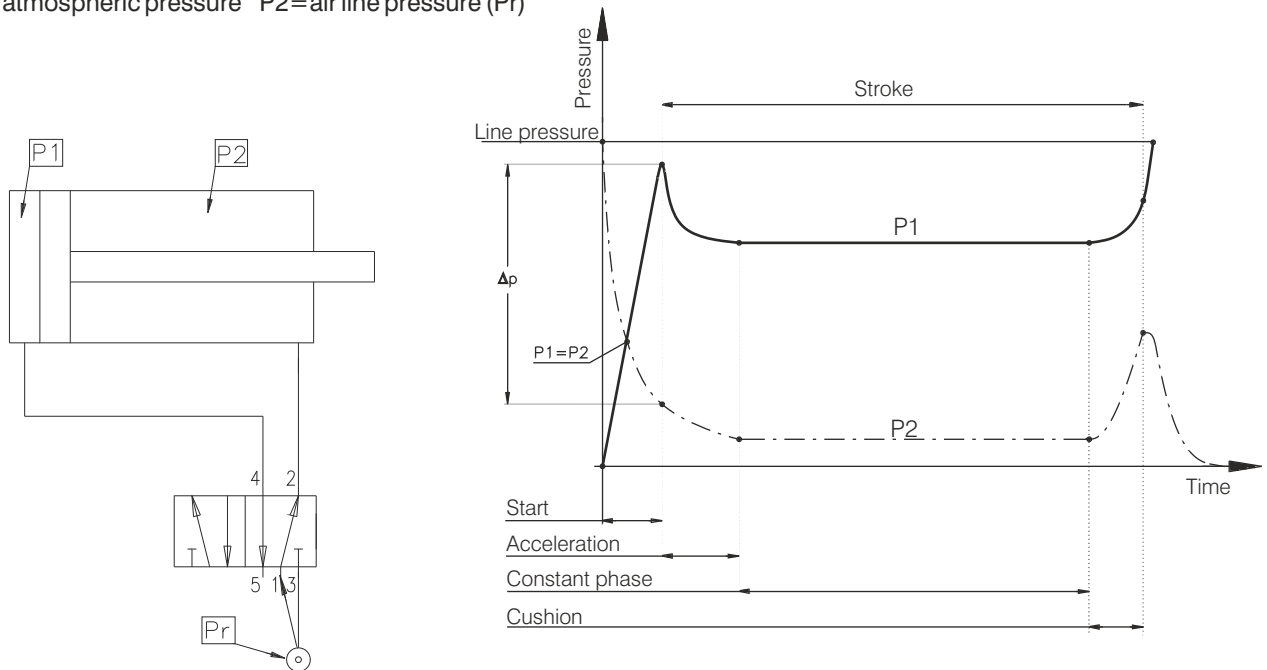 atmospheric pressure P2=air line pressure (Pr)
Pressure
Stroke
Line pressure
P1
P2
P1
Δp
P1=P2
P2
4 2
Time
Start
Acceleration
5 1 3
Constant phase
Cushion
Pr